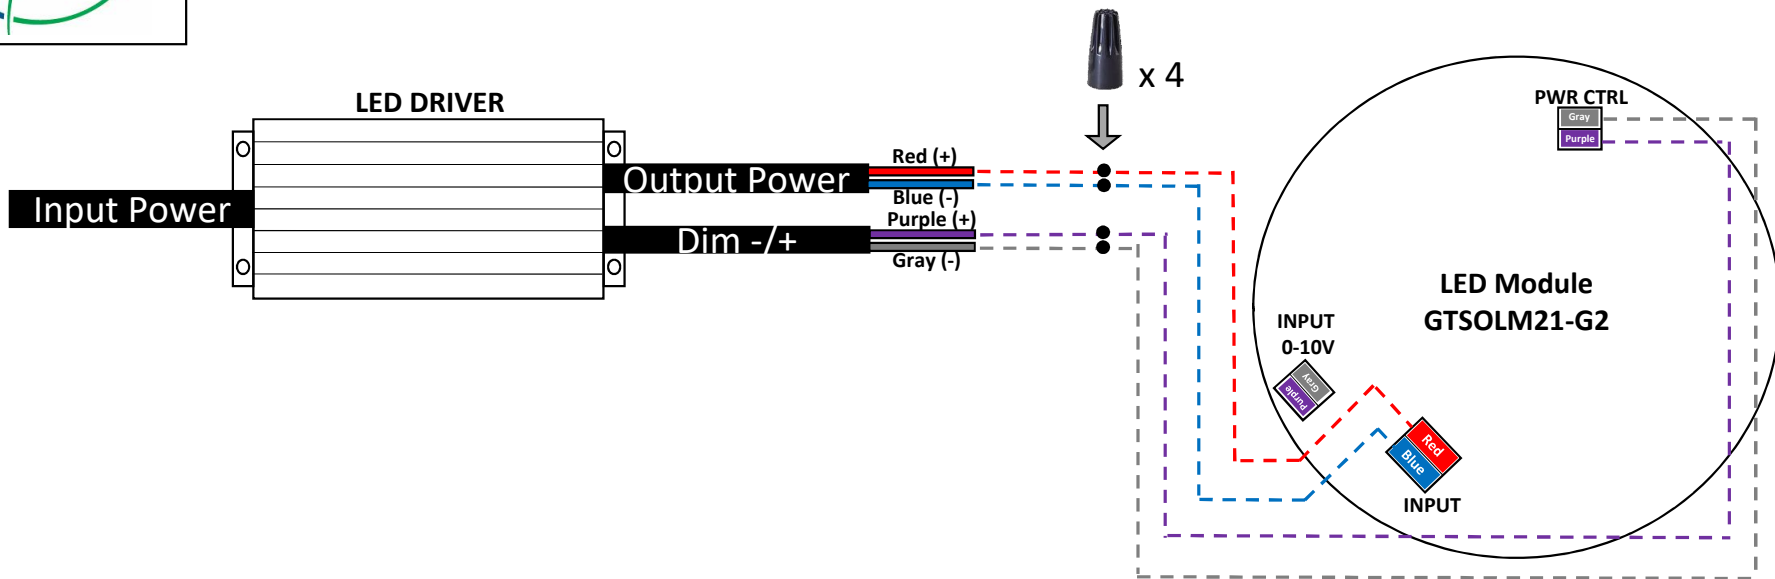 x 4
LED DRIVER
PWR CTRL
Gray
Purple
Red (+)
Output Power
Blue (-)
Input Power
Purple (+)
Dim -/+
Gray (-)
LED Module
GTSOLM21-G2
INPUT
0-10V
Gray
Purple
Red
Blue
INPUT